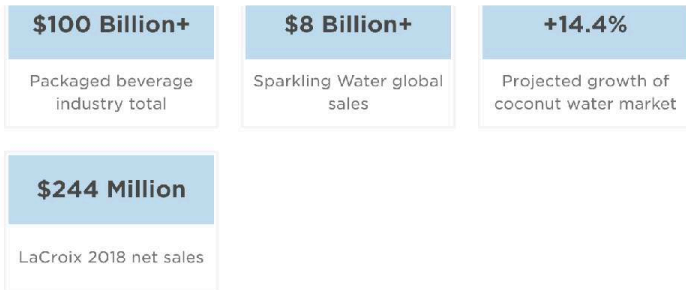 $100 Billion+
Packaged beverage
industry total
$8 Billion+
Sparkling Water global
sales
+14.4%
Projected growth of
coconut water market
$244 Million
LaCroix 2018 net sales